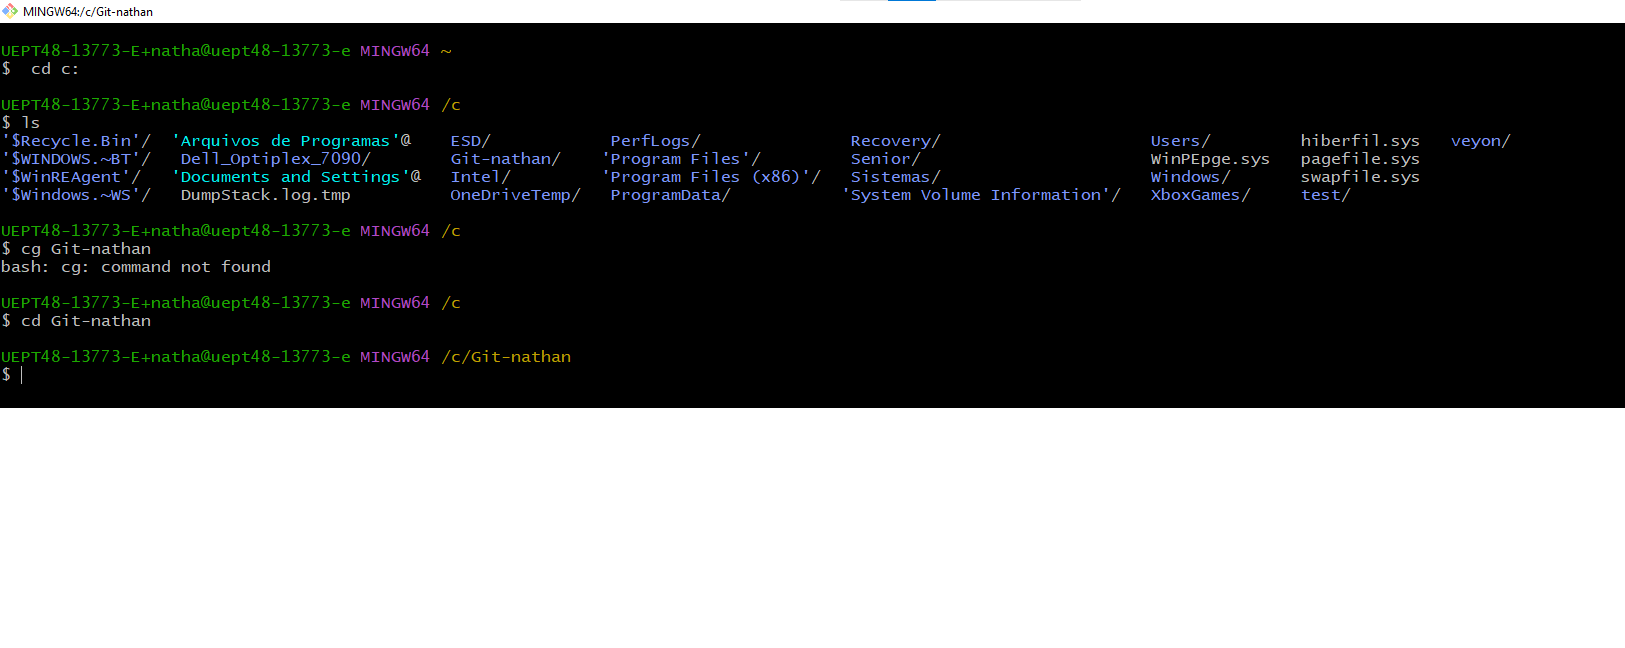 MINGW64:/c/Git-nathan
UEPT48-13773-E+natha@uept48-13773-e MINGW64 ~
$  cd c:
UEPT48-13773-E+natha@uept48-13773-e MINGW64 /c
$ ls
'$Recycle.Bin'/  'Arquivos de Programas'@   ESD/            PerfLogs/               Recovery/                     Users/         hiberfil.sys   veyon/
'$WINDOWS.~BT'/   Dell_Optiplex_7090/        Git-nathan/    'Program Files'/         Senior/                       WinPEpge.sys   pagefile.sys
'$WinREAgent'/   'Documents and Settings'@   Intel/         'Program Files (x86)'/   Sistemas/                     Windows/       swapfile.sys
'$Windows.~WS'/   DumpStack.log.tmp          OneDriveTemp/   ProgramData/           'System Volume Information'/   XboxGames/     test/
UEPT48-13773-E+natha@uept48-13773-e MINGW64 /c
$ cg Git-nathan
bash: cg: command not found
UEPT48-13773-E+natha@uept48-13773-e MINGW64 /c
$ cd Git-nathan
UEPT48-13773-E+natha@uept48-13773-e MINGW64 /c/Git-nathan
$